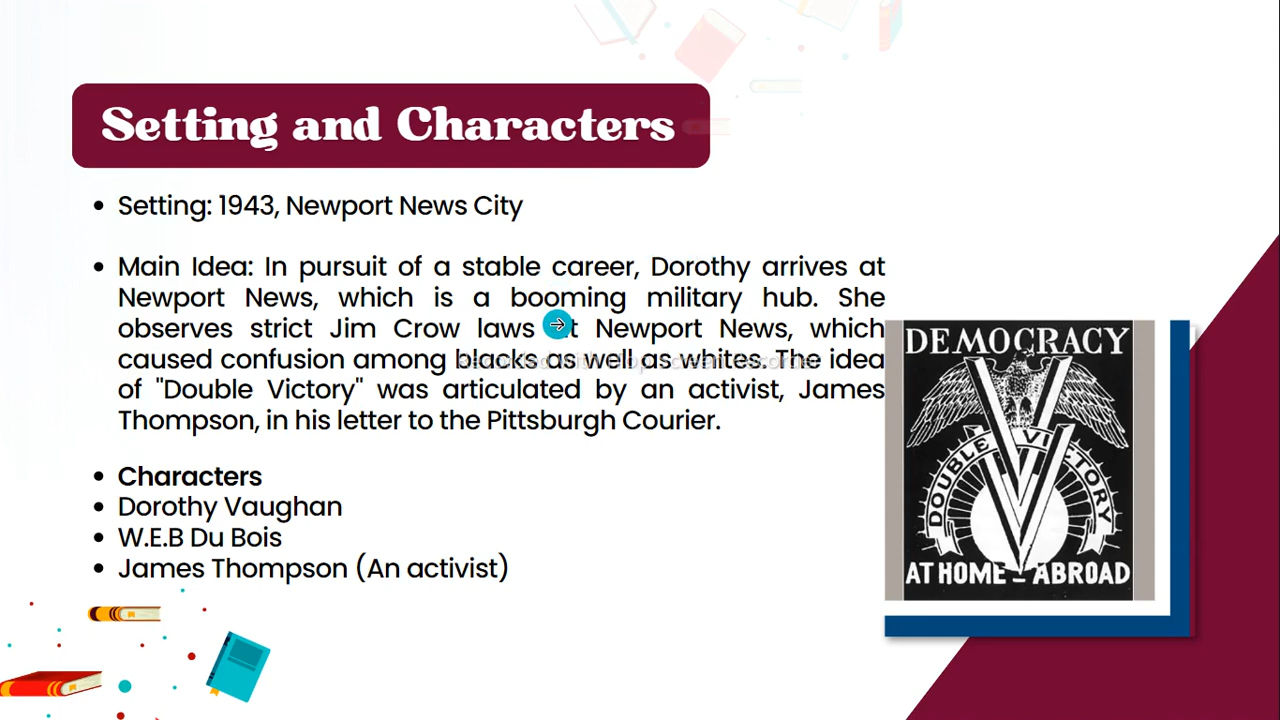 Setting and Characters
Setting: 1943, Newport News City
Main Idea: In pursuit of a stable career, Dorothy arrives at
Newport News, which is a booming military hub. She
observes strict Jim Crow laws Newport News, which
caused confusion among blacks as well as whites. The idea
of "Double Victory" was articulated by an activist, James
Thompson, in his letter to the Pittsburgh Courier.
Characters
Dorothy Vaughan
W.E.B Du Bois
James Thompson (An activist)
DEMOCRACY
DOUBLE VICTORY
AT HOME - ABROAD